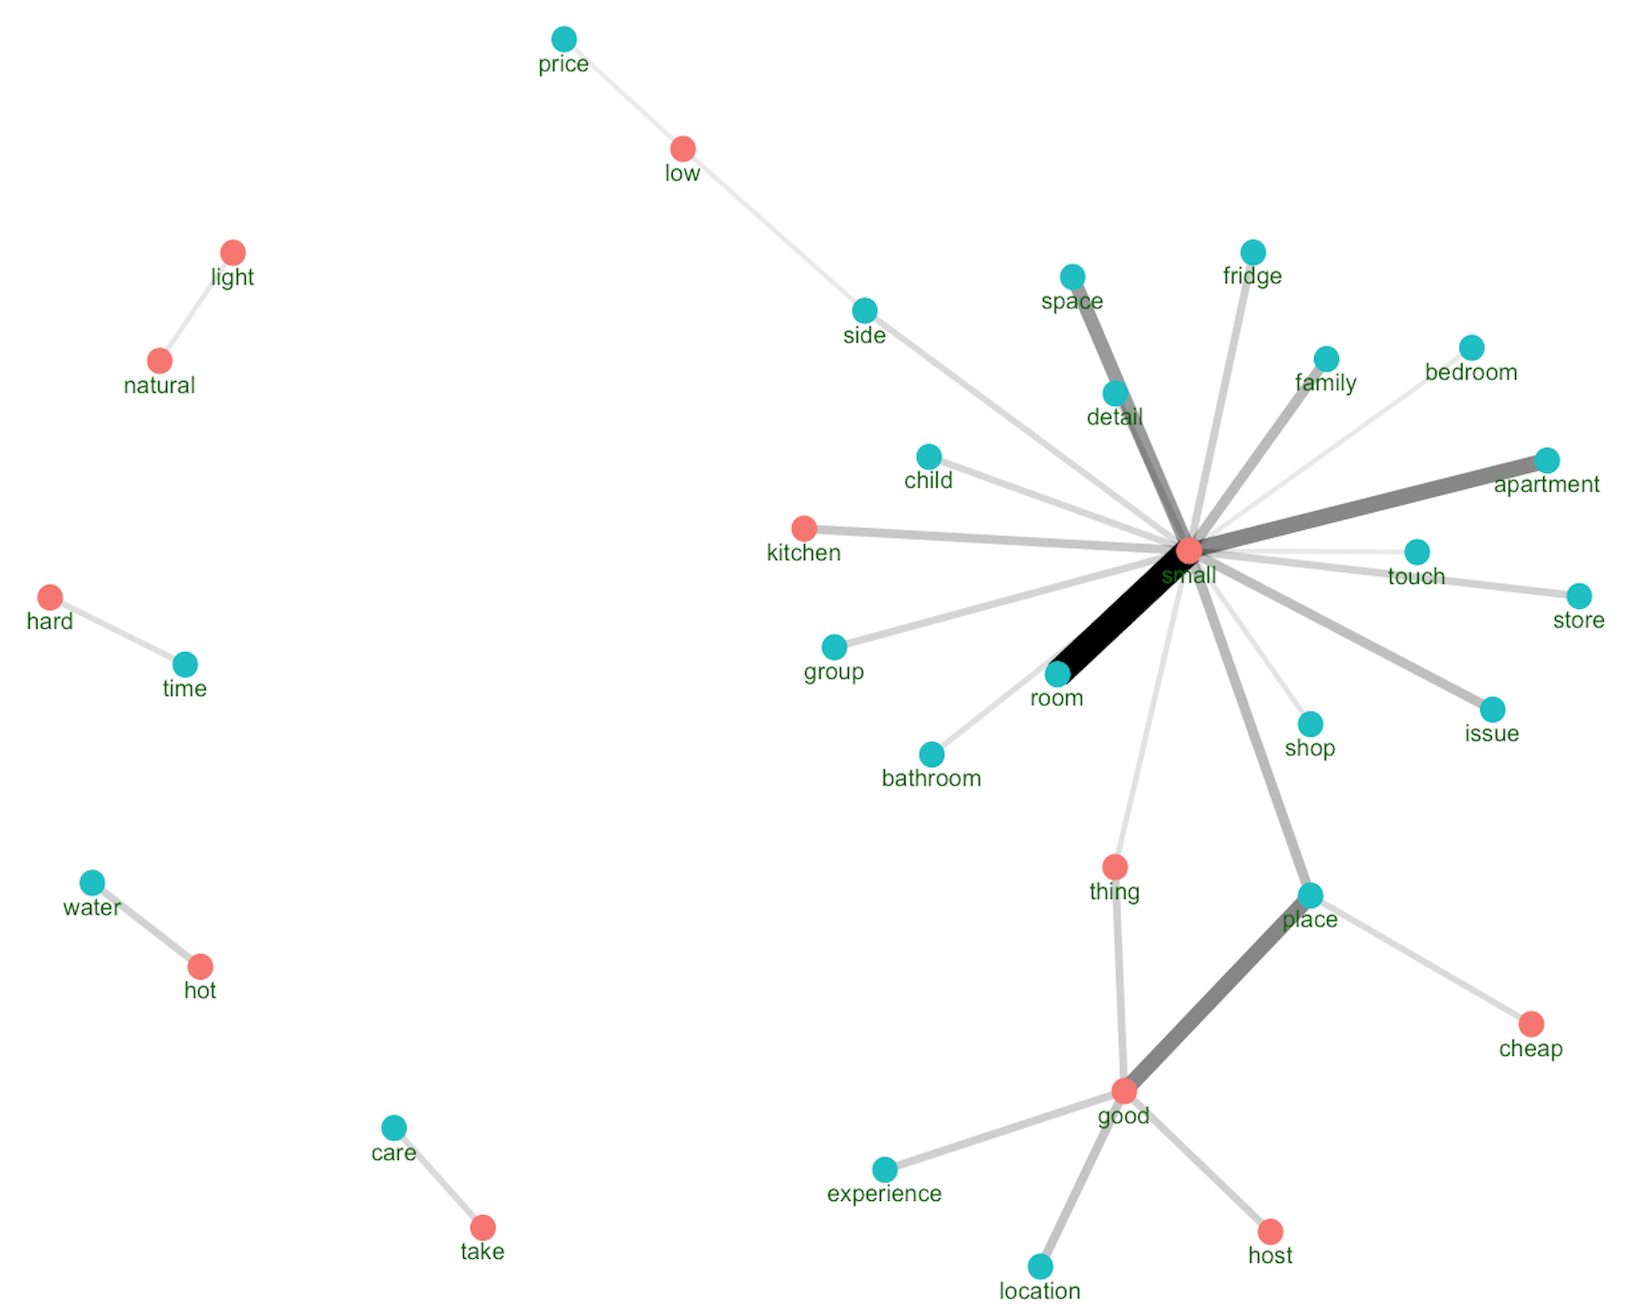 price
low
light
fridge
space
side
family
bedroom
natural
detail
child
apartment
kitchen
small
touch
hard
store
group
time
room
issue
shop
bathroom
thing
water
place
hot
cheap
good
care
experience
take
host
location